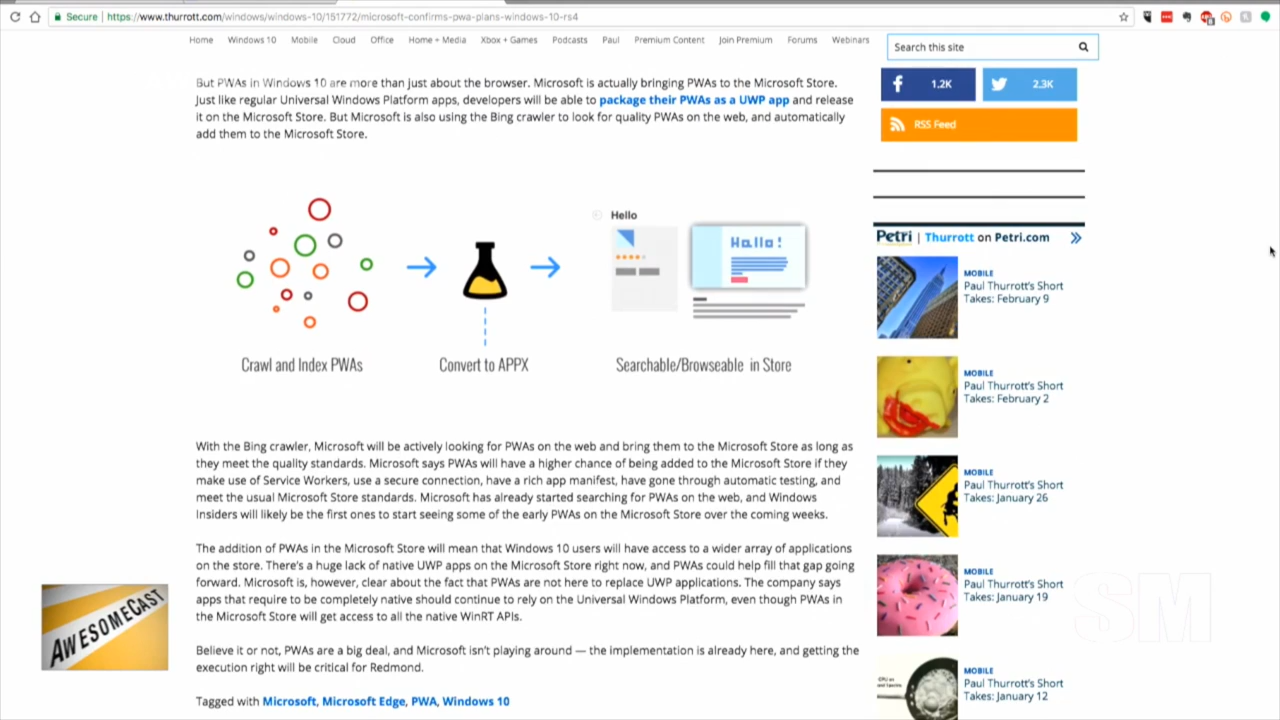 Secure
https://www.thurrott.com/windows/windows-10/151772/microsoft-confirms-pwa-plans-windows-10-rs4
Home Windows 10 Mobile Cloud Office Home + Media Xbox + Games Podcasts Paul Premium Content Join Premium Forums Webinars
Search this site
But PWAs in Windows 10 are more than just about the browser. Microsoft is actually bringing PWAs to the Microsoft Store.
Just like regular Universal Windows Platform apps, developers will be able to package their PWAs as a UWP app and release
it on the Microsoft Store. But Microsoft is also using the Bing crawler to look for quality PWAs on the web, and automatically
add them to the Microsoft Store.
Hello
Hello!
Crawl and Index PWAs
Convert to APPX
Searchable/Browseable in Store
With the Bing crawler, Microsoft will be actively looking for PWAs on the web and bring them to the Microsoft Store as long as
they meet the quality standards. Microsoft says PWAs will have a higher chance of being added to the Microsoft Store if they
make use of Service Workers, use a secure connection, have a rich app manifest, have gone through automatic testing, and
meet the usual Microsoft Store standards. Microsoft has already started searching for PWAs on the web, and Windows
Insiders will likely be the first ones to start seeing some of the early PWAs on the Microsoft Store over the coming weeks.
The addition of PWAs in the Microsoft Store will mean that Windows 10 users will have access to a wider array of applications
on the store. There's a huge lack of native UWP apps on the Microsoft Store right now, and PWAs could help fill that gap going
forward. Microsoft is, however, clear about the fact that PWAs are not here to replace UWP applications. The company says
apps that require to be completely native should continue to rely on the Universal Windows Platform, even though PWAs in
the Microsoft Store will get access to all the native WinRT APIs.
Believe it or not, PWAs are a big deal, and Microsoft isn't playing around — the implementation is already here, and getting the
execution right will be critical for Redmond.
Tagged with Microsoft, Microsoft Edge, PWA, Windows 10
1.2K
2.3K
RSS Feed
Petri | Thurrott on Petri.com
MOBILE
Paul Thurrott's Short
Takes: February 9
MOBILE
Paul Thurrott's Short
Takes: February 2
MOBILE
Paul Thurrott's Short
Takes: January 26
MOBILE
Paul Thurrott's Short
Takes: January 19
MOBILE
Paul Thurrott's Short
Takes: January 12
AWESOMECAST
SM